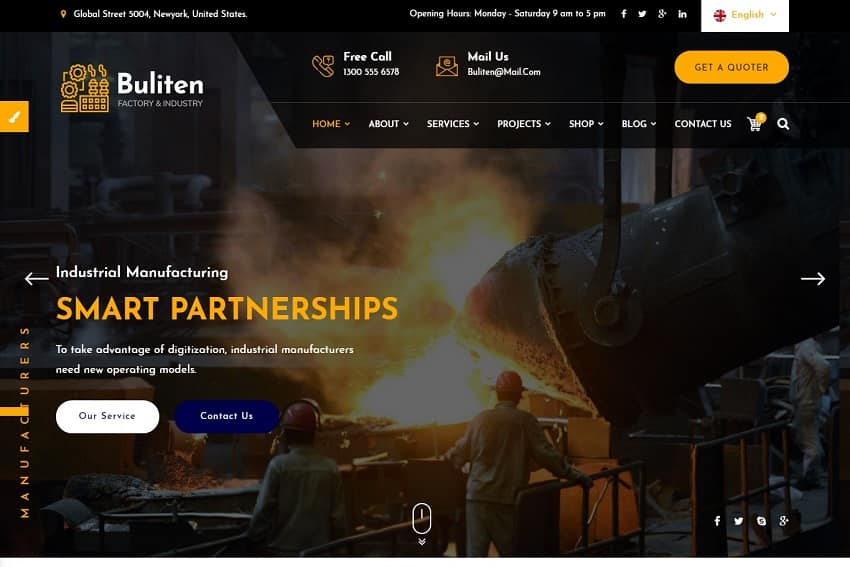 Global Street 5004, Newyork, United States.
Opening Hours: Monday - Saturday 9 am to 5 pm
English
Buliten
FACTORY & INDUSTRY
Free Call
1300 555 6578
Mail Us
Buliten@Mail.Com
GET A QUOTER
HOME
ABOUT
SERVICES
PROJECTS
SHOP
BLOG
CONTACT US
0
Industrial Manufacturing
SMART PARTNERSHIPS
To take advantage of digitization, industrial manufacturers
need new operating models.
Our Service
Contact Us
MANUFACTURERS